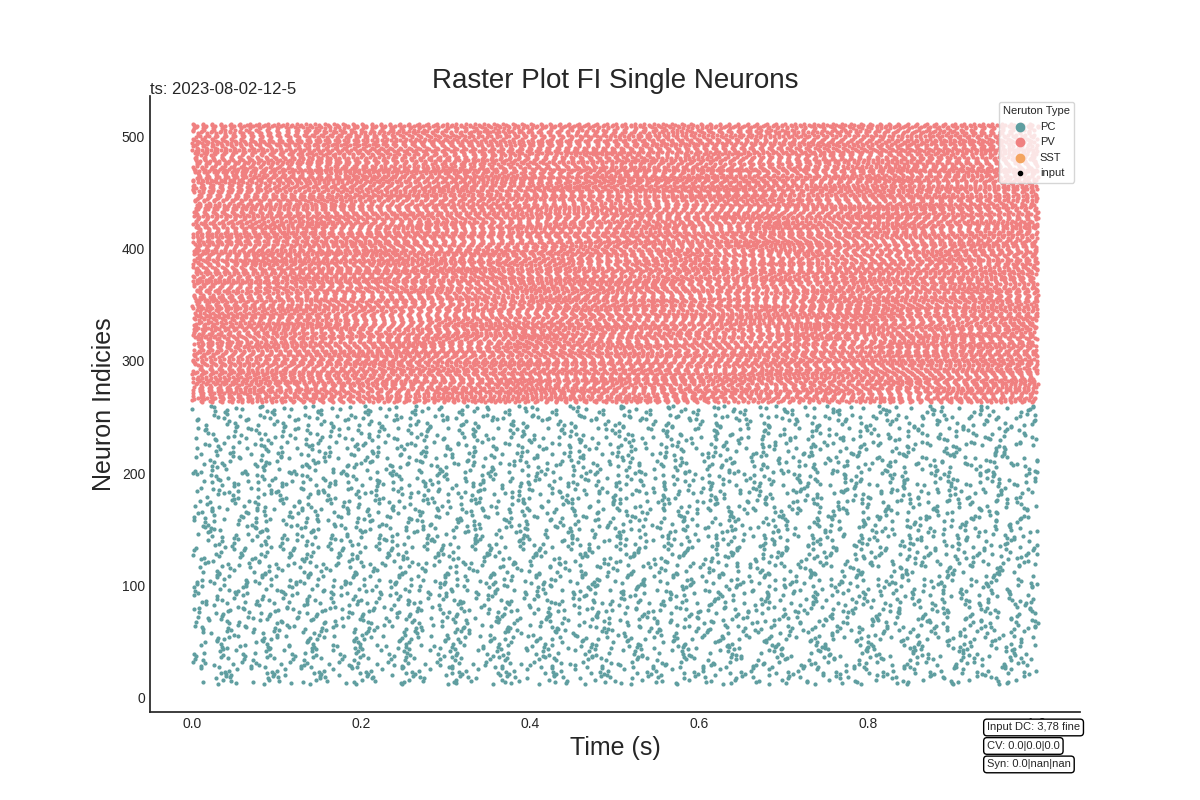 Raster Plot FI Single Neurons
ts: 2023-08-02-12-5
Neruton Type
PC
PV
SST
input
500
400
300
200
100
0
Neuron Indicies
0.0 0.2 0.4 0.6 0.8
Time (s)
Input DC: 3,78 fine
CV: 0.0|0.0|0.0
Syn: 0.0|nan|nan